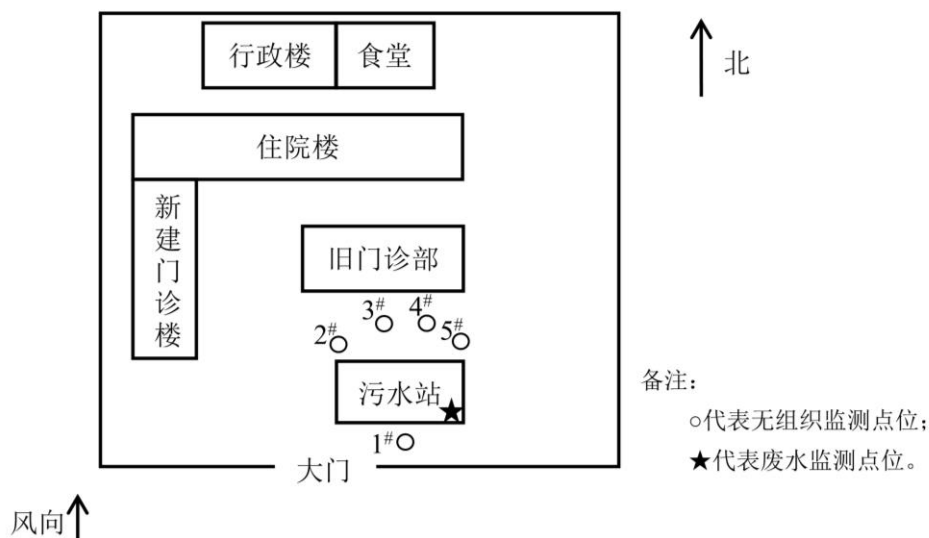 行政楼
食堂
北
住院楼
新建门诊楼
旧门诊部
3#
4#
2#
5#
污水站
1#
大门
备注：
○代表无组织监测点位；
★代表废水监测点位。
风向